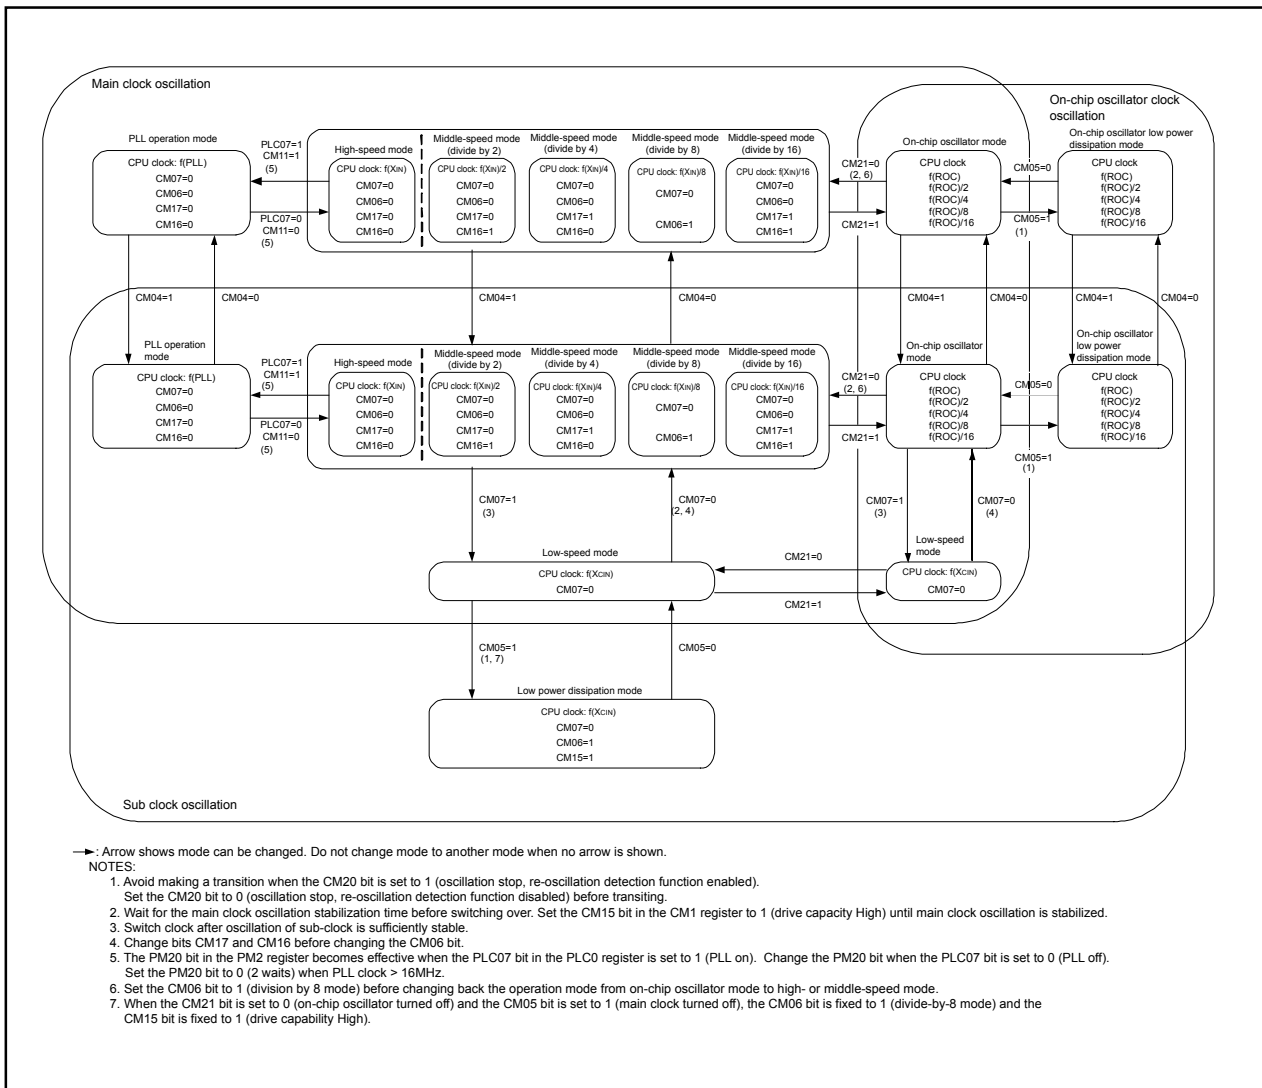 Main clock oscillation
On-chip oscillator clock
oscillation
PLL operation mode
CPU clock: f(PLL)
CM07=0
CM06=0
CM17=0
CM16=0
PLC07=1
CM11=1
(5)
PLC07=0
CM11=0
(5)
High-speed mode
CPU clock: f(XIN)
CM07=0
CM06=0
CM17=0
CM16=0
Middle-speed mode
(divide by 2)
CPU clock: f(XIN)/2
CM07=0
CM06=0
CM17=0
CM16=1
Middle-speed mode
(divide by 4)
CPU clock: f(XIN)/4
CM07=0
CM06=0
CM17=1
CM16=0
Middle-speed mode
(divide by 8)
CPU clock: f(XIN)/8
CM07=0
CM06=1
Middle-speed mode
(divide by 16)
CPU clock: f(XIN)/16
CM07=0
CM06=0
CM17=1
CM16=1
CM21=0
(2, 6)
CM21=1
On-chip oscillator mode
CPU clock
f(ROC)
f(ROC)/2
f(ROC)/4
f(ROC)/8
f(ROC)/16
CM05=0
CM05=1
(1)
On-chip oscillator low power
dissipation mode
CPU clock
f(ROC)
f(ROC)/2
f(ROC)/4
f(ROC)/8
f(ROC)/16
CM04=1
CM04=0
CM04=1
CM04=0
CM04=1
CM04=0
CM04=1
CM04=0
PLL operation
mode
CPU clock: f(PLL)
CM07=0
CM06=0
CM17=0
CM16=0
PLC07=1
CM11=1
(5)
PLC07=0
CM11=0
(5)
High-speed mode
CPU clock: f(XIN)
CM07=0
CM06=0
CM17=0
CM16=0
Middle-speed mode
(divide by 2)
CPU clock: f(XIN)/2
CM07=0
CM06=0
CM17=0
CM16=1
Middle-speed mode
(divide by 4)
CPU clock: f(XIN)/4
CM07=0
CM06=0
CM17=1
CM16=0
Middle-speed mode
(divide by 8)
CPU clock: f(XIN)/8
CM07=0
CM06=1
Middle-speed mode
(divide by 16)
CPU clock: f(XIN)/16
CM07=0
CM06=0
CM17=1
CM16=1
CM21=0
(2, 6)
CM21=1
On-chip oscillator
mode
CPU clock
f(ROC)
f(ROC)/2
f(ROC)/4
f(ROC)/8
f(ROC)/16
CM05=0
CM05=1
(1)
On-chip oscillator
low power
dissipation mode
CPU clock
f(ROC)
f(ROC)/2
f(ROC)/4
f(ROC)/8
f(ROC)/16
CM07=1
(3)
CM07=0
(2, 4)
CM07=1
(3)
CM07=0
(4)
Low-speed mode
CPU clock: f(XCIN)
CM07=0
CM21=0
CM21=1
Low-speed
mode
CPU clock: f(XCIN)
CM07=0
CM05=1
(1, 7)
CM05=0
Low power dissipation mode
CPU clock: f(XCIN)
CM07=0
CM06=1
CM15=1
Sub clock oscillation
: Arrow shows mode can be changed. Do not change mode to another mode when no arrow is shown.
NOTES:
1. Avoid making a transition when the CM20 bit is set to 1 (oscillation stop, re-oscillation detection function enabled).
Set the CM20 bit to 0 (oscillation stop, re-oscillation detection function disabled) before transiting.
2. Wait for the main clock oscillation stabilization time before switching over. Set the CM15 bit in the CM1 register to 1 (drive capacity High) until main clock oscillation is stabilized.
3. Switch clock after oscillation of sub-clock is sufficiently stable.
4. Change bits CM17 and CM16 before changing the CM06 bit.
5. The PM20 bit in the PM2 register becomes effective when the PLC07 bit in the PLC0 register is set to 1 (PLL on). Change the PM20 bit when the PLC07 bit is set to 0 (PLL off).
Set the PM20 bit to 0 (2 waits) when PLL clock > 16MHz.
6. Set the CM06 bit to 1 (division by 8 mode) before changing back the operation mode from on-chip oscillator mode to high- or middle-speed mode.
7. When the CM21 bit is set to 0 (on-chip oscillator turned off) and the CM05 bit is set to 1 (main clock turned off), the CM06 bit is fixed to 1 (divide-by-8 mode) and the
CM15 bit is fixed to 1 (drive capability High).